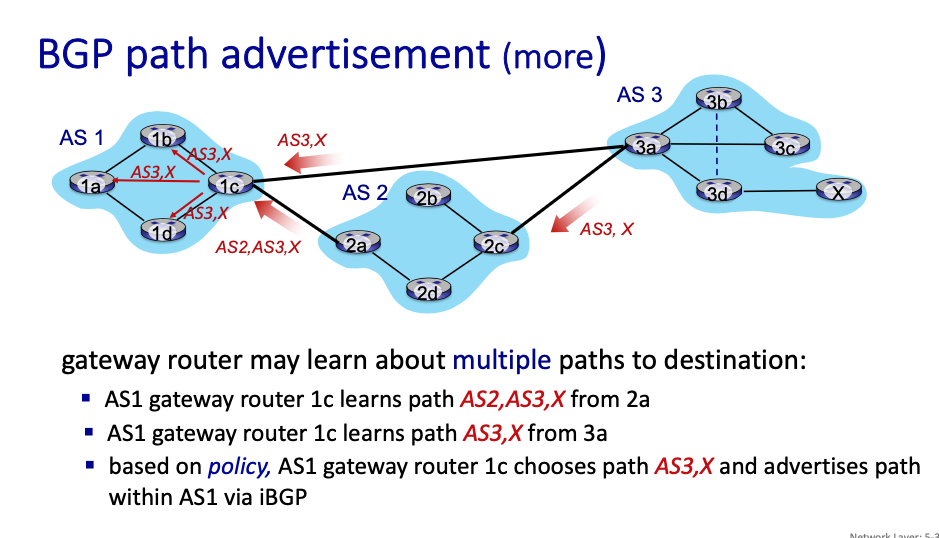 BGP path advertisement (more)
AS 3
3b
AS 1
1b
AS3,X
3a
3c
AS3,X
AS3,X
1a
1c
AS 2
2b
3d
X
AS3,X
1d
AS2,AS3,X
2a
2c
AS3, X
2d
gateway router may learn about multiple paths to destination:
▪ AS1 gateway router 1c learns path AS2,AS3,X from 2a
▪ AS1 gateway router 1c learns path AS3,X from 3a
▪ based on policy, AS1 gateway router 1c chooses path AS3,X and advertises path
within AS1 via iBGP
Network Layer: 5-3